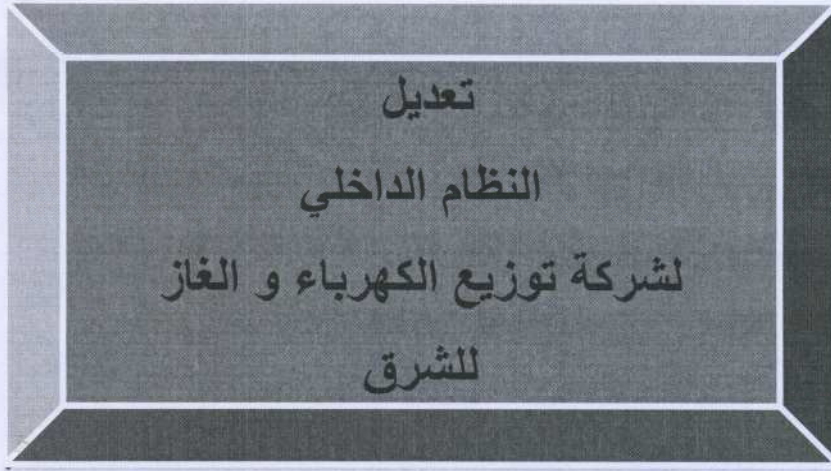 تعديل
النظام الداخلي
لشركة توزيع الكهرباء و الغاز
للشرق